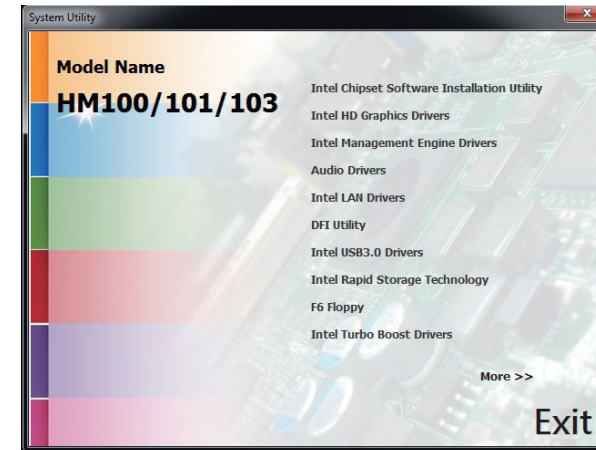 System Utility
Model Name
HM100/101/103
Intel Chipset Software Installation Utility
Intel HD Graphics Drivers
Intel Management Engine Drivers
Audio Drivers
Intel LAN Drivers
DFI Utility
Intel USB3.0 Drivers
Intel Rapid Storage Technology
F6 Floppy
Intel Turbo Boost Drivers
More >>
Exit